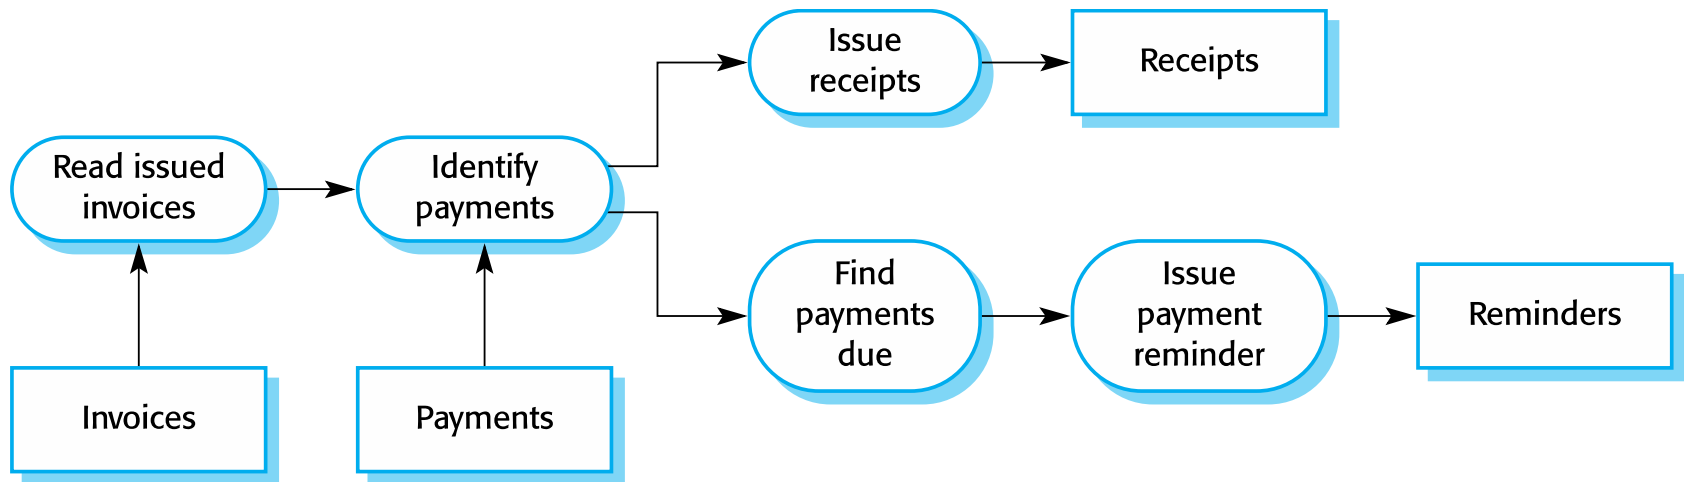 Issue
receipts
Receipts
Read issued
invoices
Identify
payments
Find
payments
due
Issue
payment
reminder
Reminders
Invoices
Payments